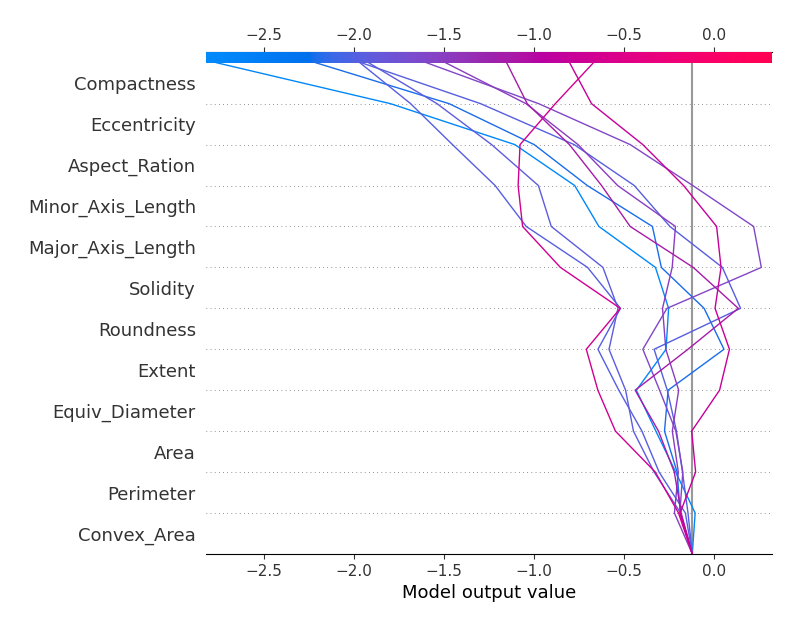 −2.5 −2.0 −1.5 −1.0 −0.5 0.0
Compactness
Eccentricity
Aspect_Ration
Minor_Axis_Length
Major_Axis_Length
Solidity
Roundness
Extent
Equiv_Diameter
Area
Perimeter
Convex_Area
−2.5 −2.0 −1.5 −1.0 −0.5 0.0
Model output value